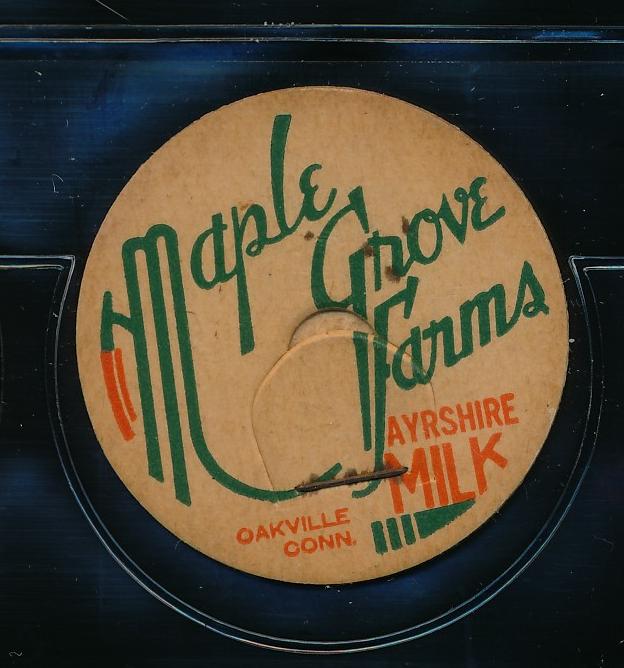 Maple
Grove
Farms
AYRSHIRE
MILK
OAKVILLE
CONN.